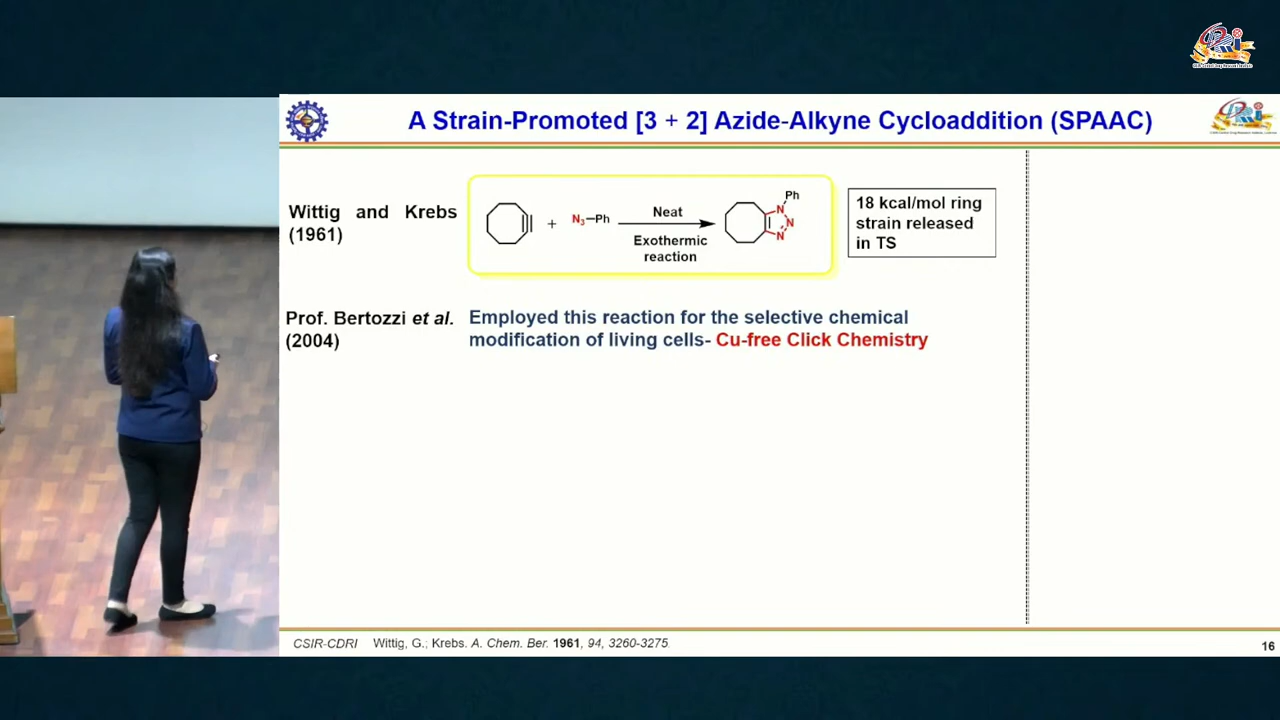 A Strain-Promoted [3 + 2] Azide-Alkyne Cycloaddition (SPAAC)
Wittig and Krebs
(1961)
+
N3–Ph
Neat
Exothermic
reaction
Ph
N
N
N
18 kcal/mol ring
strain released
in TS
Prof. Bertozzi et al.
(2004)
Employed this reaction for the selective chemical
modification of living cells- Cu-free Click Chemistry
CSIR-CDRI Wittig, G.; Krebs. A. Chem. Ber. 1961, 94, 3260-3275.
16